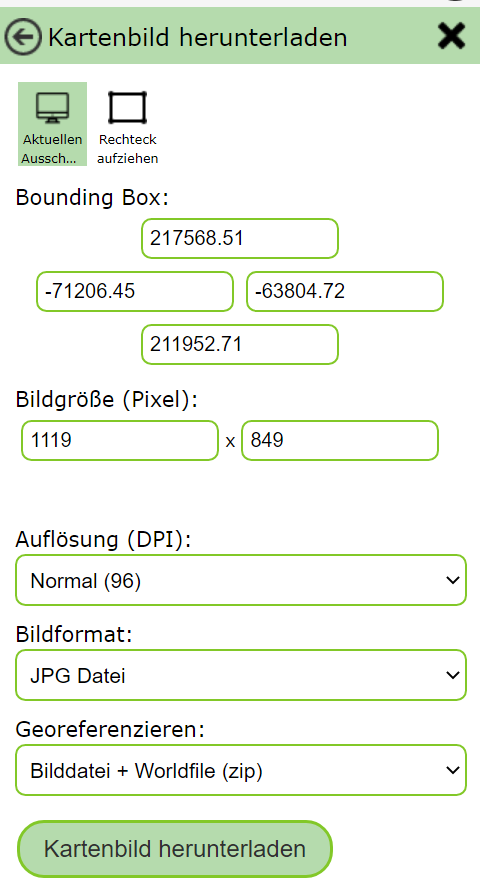 Kartenbild herunterladen
Aktuellen Rechteck
Aussch... aufziehen
Bounding Box:
217568.51
-71206.45 -63804.72
211952.71
Bildgröße (Pixel):
1119 x 849
Auflösung (DPI):
Normal (96)
Bildformat:
JPG Datei
Georeferenzieren:
Bilddatei + Worldfile (zip)
Kartenbild herunterladen